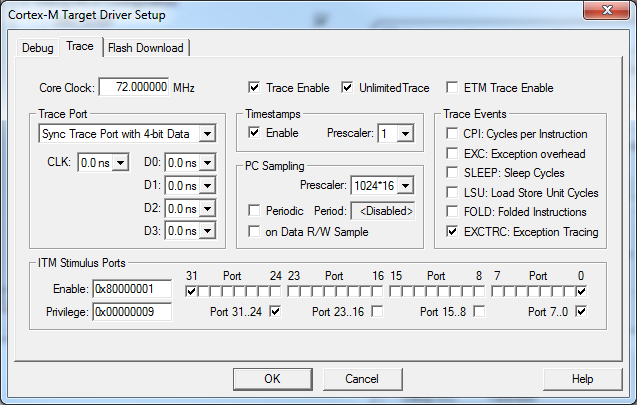 Cortex-M Target Driver Setup
Debug Trace Flash Download
Core Clock: 72.000000 MHz Trace Enable UnlimitedTrace ETM Trace Enable
Trace Port Timestamps Trace Events
Sync Trace Port with 4-bit Data Enable Prescaler: 1 CPI: Cycles per Instruction
EXC: Exception overhead
CLK: 0.0 ns D0: 0.0 ns PC Sampling SLEEP: Sleep Cycles
D1: 0.0 ns Prescaler: 1024*16 LSU: Load Store Unit Cycles
D2: 0.0 ns Periodic Period: <Disabled> FOLD: Folded Instructions
D3: 0.0 ns on Data R/W Sample EXCTRC: Exception Tracing
ITM Stimulus Ports
31 Port 24 23 Port 16 15 Port 8 7 Port 0
Enable: 0x80000001
Privilege: 0x00000009 Port 31..24 Port 23..16 Port 15..8 Port 7..0
OK Cancel Help